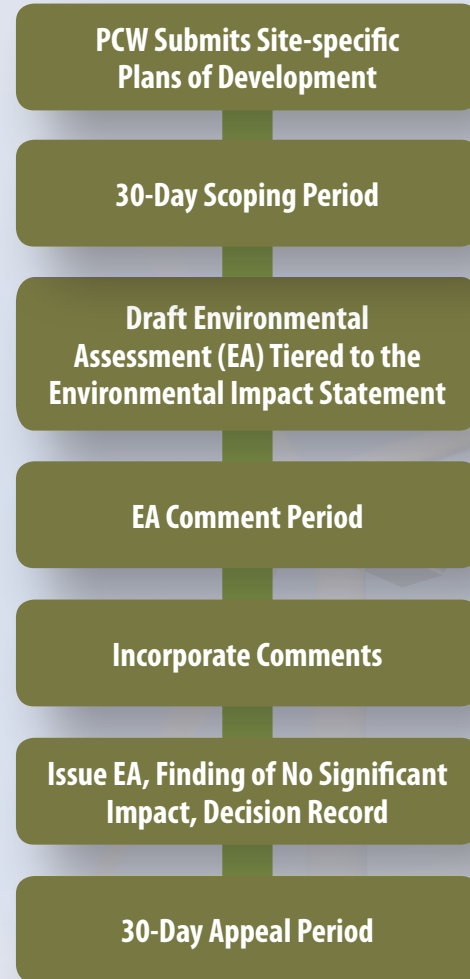 PCW Submits Site-specific
Plans of Development
30-Day Scoping Period
Draft Environmental
Assessment (EA) Tiered to the
Environmental Impact Statement
EA Comment Period
Incorporate Comments
Issue EA, Finding of No Significant
Impact, Decision Record
30-Day Appeal Period